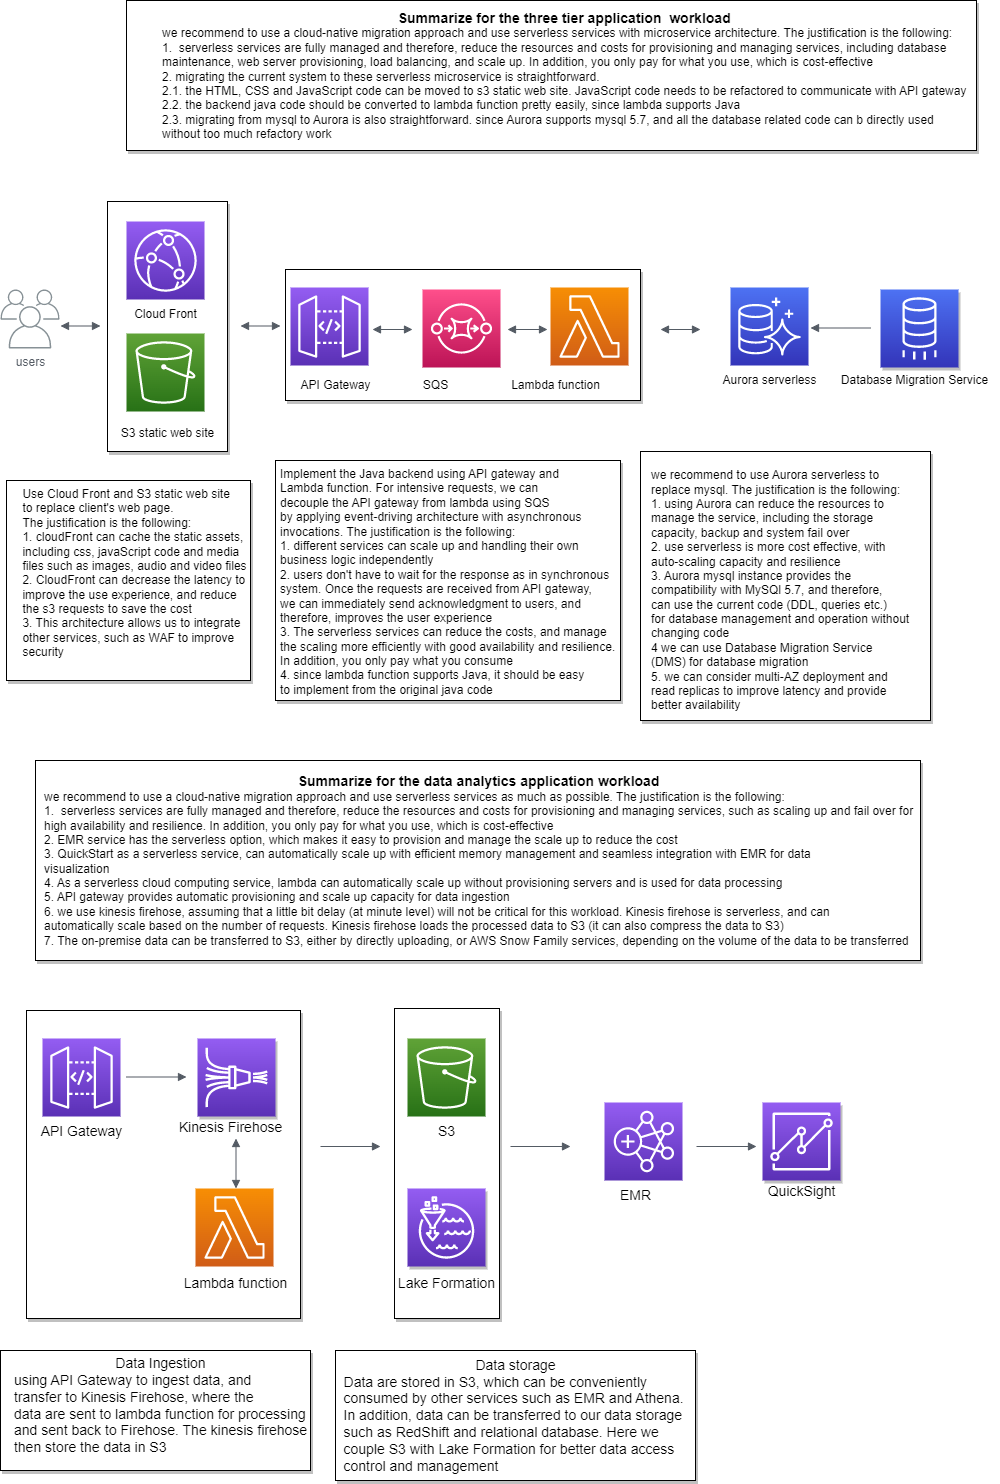 Summarize for the three tier application  workload
we recommend to use a cloud-native migration approach and use serverless services with microservice architecture. The justification is the following:
1.  serverless services are fully managed and therefore, reduce the resources and costs for provisioning and managing services, including database
maintenance, web server provisioning, load balancing, and scale up. In addition, you only pay for what you use, which is cost-effective
2. migrating the current system to these serverless microservice is straightforward.
2.1. the HTML, CSS and JavaScript code can be moved to s3 static web site. JavaScript code needs to be refactored to communicate with API gateway
2.2. the backend java code should be converted to lambda function pretty easily, since lambda supports Java
2.3. migrating from mysql to Aurora is also straightforward. since Aurora supports mysql 5.7, and all the database related code can b directly used
without too much refactory work
users
Cloud Front
S3 static web site
API Gateway
SQS
Lambda function
Aurora serverless
Database Migration Service
Use Cloud Front and S3 static web site
to replace client's web page.
The justification is the following:
1. cloudFront can cache the static assets,
including css, javaScript code and media
files such as images, audio and video files
2. CloudFront can decrease the latency to
improve the use experience, and reduce
the s3 requests to save the cost
3. This architecture allows us to integrate
other services, such as WAF to improve
security
Implement the Java backend using API gateway and
Lambda function. For intensive requests, we can
decouple the API gateway from lambda using SQS
by applying event-driving architecture with asynchronous
invocations. The justification is the following:
1. different services can scale up and handling their own
business logic independently
2. users don't have to wait for the response as in synchronous
system. Once the requests are received from API gateway,
we can immediately send acknowledgment to users, and
therefore, improves the user experience
3. The serverless services can reduce the costs, and manage
the scaling more efficiently with good availability and resilience.
In addition, you only pay what you consume
4. since lambda function supports Java, it should be easy
to implement from the original java code
we recommend to use Aurora serverless to
replace mysql. The justification is the following:
1. using Aurora can reduce the resources to
manage the service, including the storage
capacity, backup and system fail over
2. use serverless is more cost effective, with
auto-scaling capacity and resilience
3. Aurora mysql instance provides the
compatibility with MySQl 5.7, and therefore,
can use the current code (DDL, queries etc.)
for database management and operation without
changing code
4 we can use Database Migration Service
(DMS) for database migration
5. we can consider multi-AZ deployment and
read replicas to improve latency and provide
better availability
Summarize for the data analytics application workload
we recommend to use a cloud-native migration approach and use serverless services as much as possible. The justification is the following:
1.  serverless services are fully managed and therefore, reduce the resources and costs for provisioning and managing services, such as scaling up and fail over for
high availability and resilience. In addition, you only pay for what you use, which is cost-effective
2. EMR service has the serverless option, which makes it easy to provision and manage the scale up to reduce the cost
3. QuickStart as a serverless service, can automatically scale up with efficient memory management and seamless integration with EMR for data
visualization
4. As a serverless cloud computing service, lambda can automatically scale up without provisioning servers and is used for data processing
5. API gateway provides automatic provisioning and scale up capacity for data ingestion
6. we use kinesis firehose, assuming that a little bit delay (at minute level) will not be critical for this workload. Kinesis firehose is serverless, and can
automatically scale based on the number of requests. Kinesis firehose loads the processed data to S3 (it can also compress the data to S3)
7. The on-premise data can be transferred to S3, either by directly uploading, or AWS Snow Family services, depending on the volume of the data to be transferred
API Gateway
Kinesis Firehose
Lambda function
S3
Lake Formation
EMR
QuickSight
Data Ingestion
using API Gateway to ingest data, and
transfer to Kinesis Firehose, where the
data are sent to lambda function for processing
and sent back to Firehose. The kinesis firehose
then store the data in S3
Data storage
Data are stored in S3, which can be conveniently
consumed by other services such as EMR and Athena.
In addition, data can be transferred to our data storage
such as RedShift and relational database. Here we
couple S3 with Lake Formation for better data access
control and management